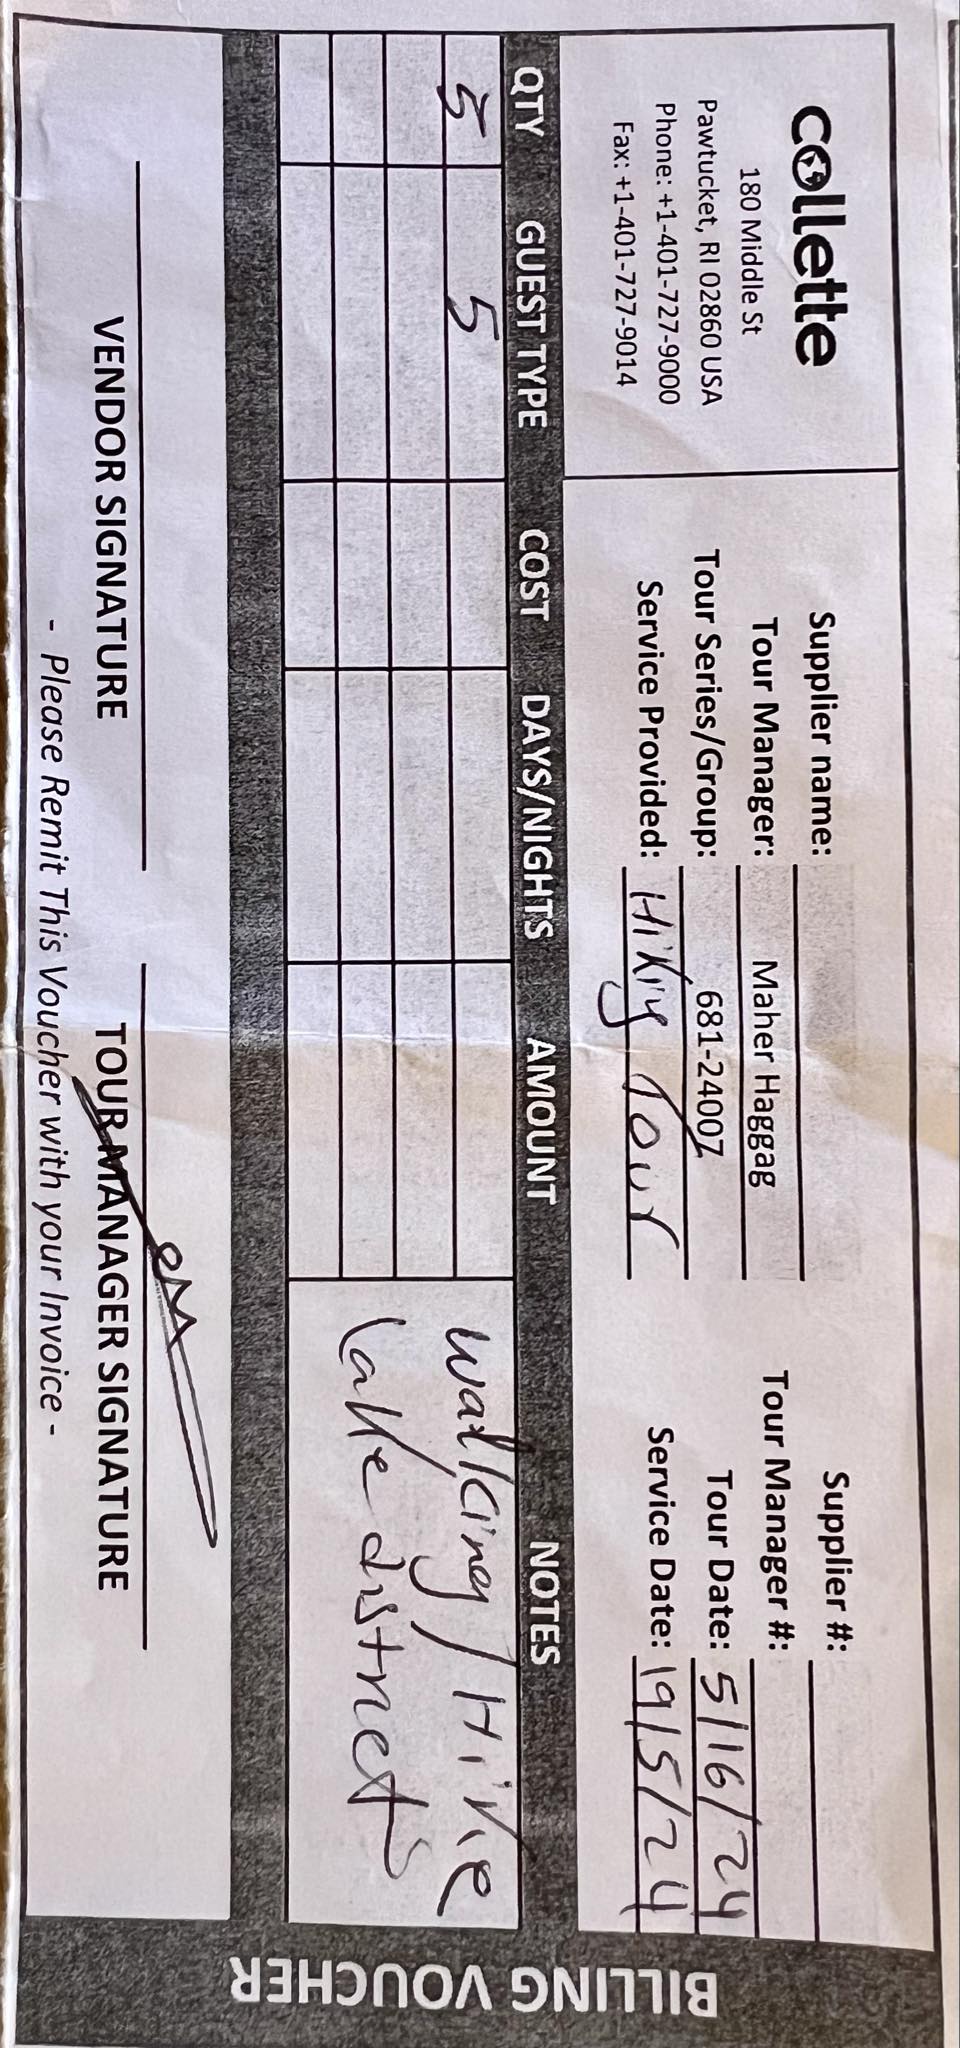 collette
180 Middle St
Pawtucket, RI 02860 USA
Phone: +1-401-727-9000
Fax: +1-401-727-9014
Supplier name:
Tour Manager: Maher Haggag
Tour Series/Group: 681-24007
Service Provided: Hiking Tour
Supplier #:
Tour Manager #:
Tour Date: 5/16/24
Service Date: 19/5/24
QTY GUEST TYPE COST DAYS/NIGHTS AMOUNT NOTES
5 5 walking/Hike
Lake district
VENDOR SIGNATURE TOUR MANAGER SIGNATURE
- Please Remit This Voucher with your Invoice -
BILLING VOUCHER